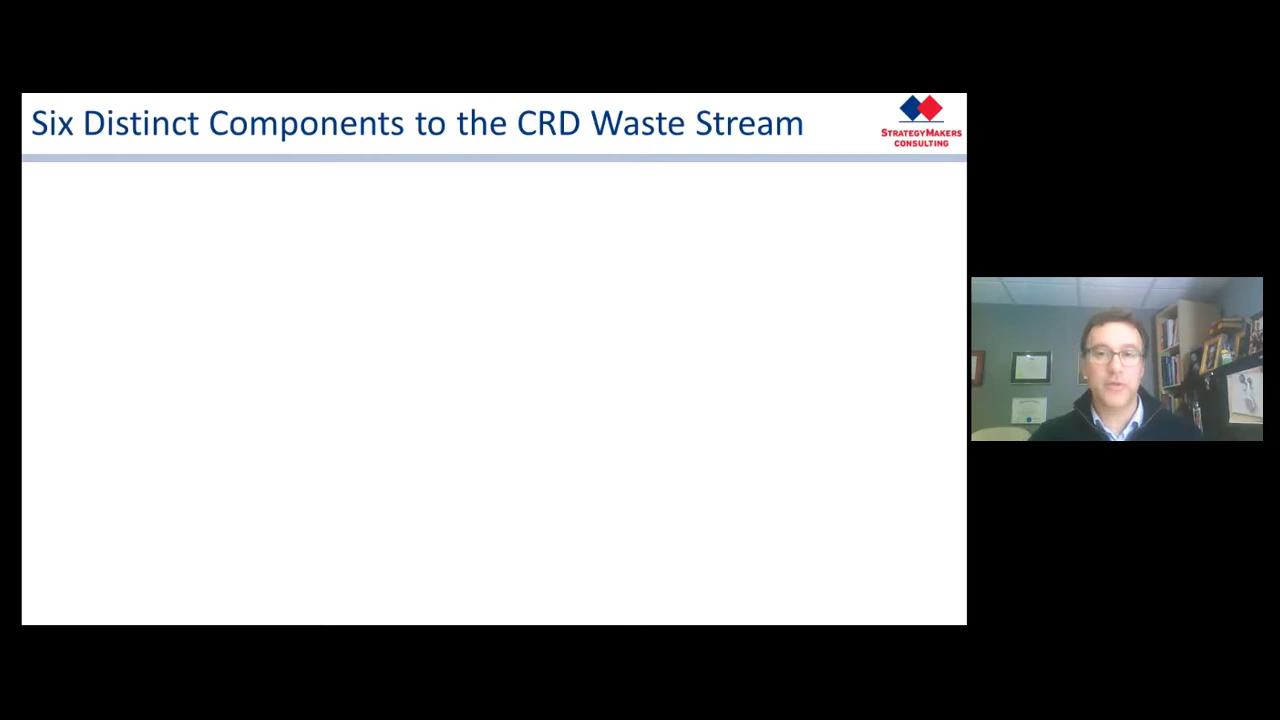 Six Distinct Components to the CRD Waste Stream
STRATEGYMAKERS
CONSULTING